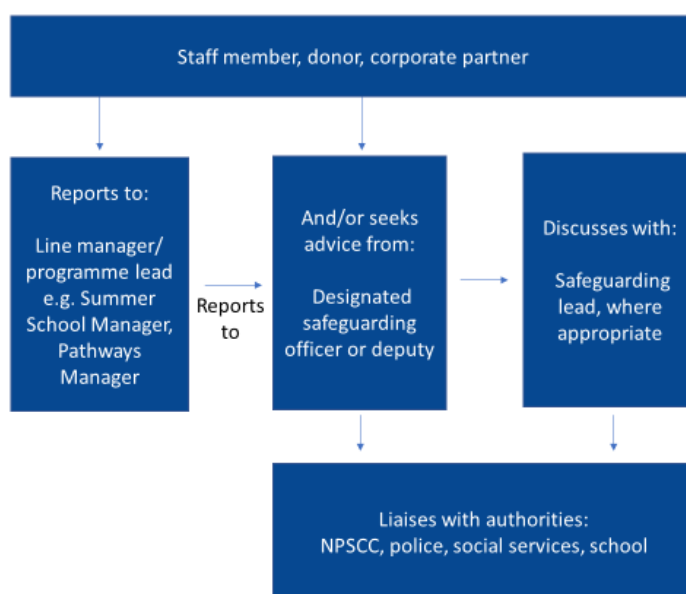 Staff member, donor, corporate partner
Reports to:
Line manager/
programme lead
e.g. Summer
School Manager,
Pathways
Manager
Reports
to
And/or seeks
advice from:
Designated
safeguarding
officer or deputy
Discusses with:
Safeguarding
lead, where
appropriate
Liaises with authorities:
NPSCC, police, social services, school